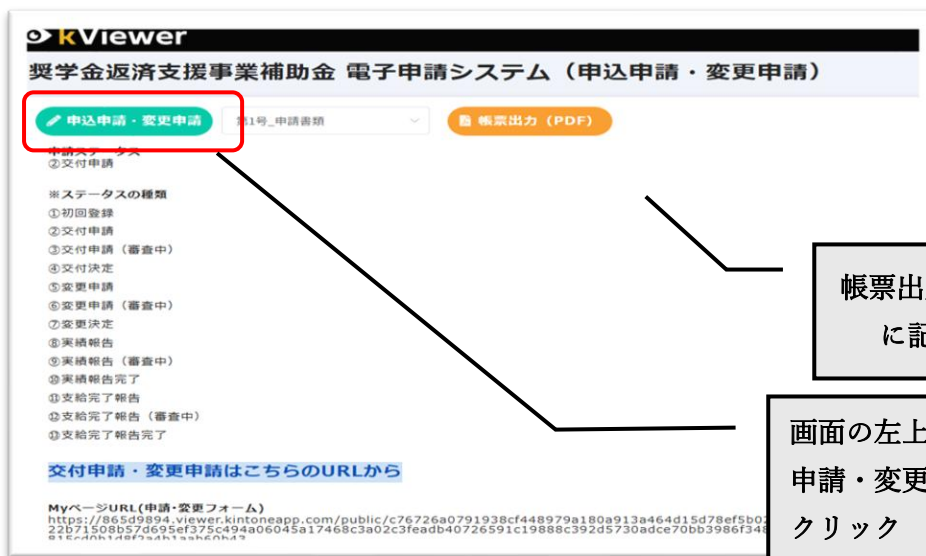 kViewer
奨学金返済支援事業補助金 電子申請システム（申込申請・変更申請）
申込申請・変更申請
第1号_申請書類
帳票出力（PDF）
申請ステータス
②交付申請
※ステータスの種類
①初回登録
②交付申請
③交付申請（審査中）
④交付決定
⑤変更申請
⑥変更申請（審査中）
⑦変更決定
⑧実績報告
⑨実績報告（審査中）
⑩実績報告完了
⑪支給完了報告
⑫支給完了報告（審査中）
⑬支給完了報告完了
交付申請・変更申請はこちらのURLから
MyページURL(申請・変更フォーム)
https://865d9894.viewer.kintoneapp.com/public/c76726a0791938cf448979a180a913a464d15d78ef5b02
22b71508b57d695ef375c494a06045a17468c3a02c3feadb40726591c19888c392d5730adce70bb3986f348
帳票出
に記
画面の左上
申請・変更
クリック